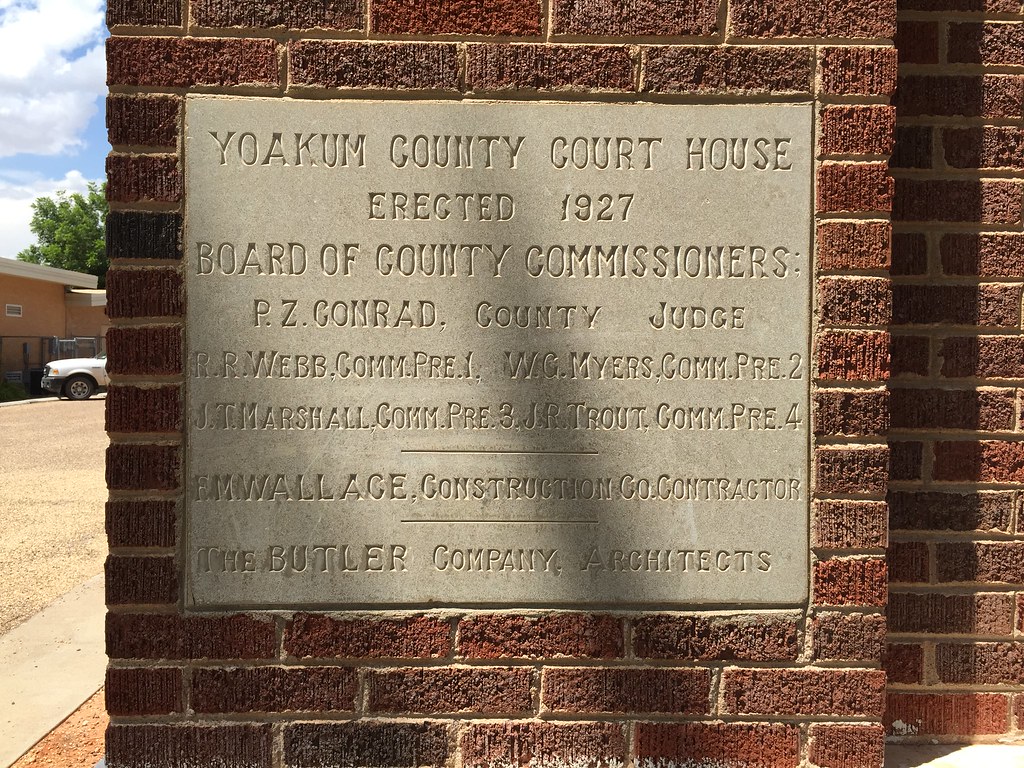 YOAKUM COUNTY COURT HOUSE
ERECTED 1927
BOARD OF COUNTY COMMISSIONERS:
P. Z. CONRAD, COUNTY JUDGE
R. R. WEBB, COMM. PRE. 1, W. G. MYERS, COMM. PRE. 2
J. T. MARSHALL, COMM. PRE. 3, J. R. TROUT, COMM. PRE. 4
F. M. WALLACE, CONSTRUCTION CO. CONTRACTOR
THE BUTLER COMPANY, ARCHITECTS